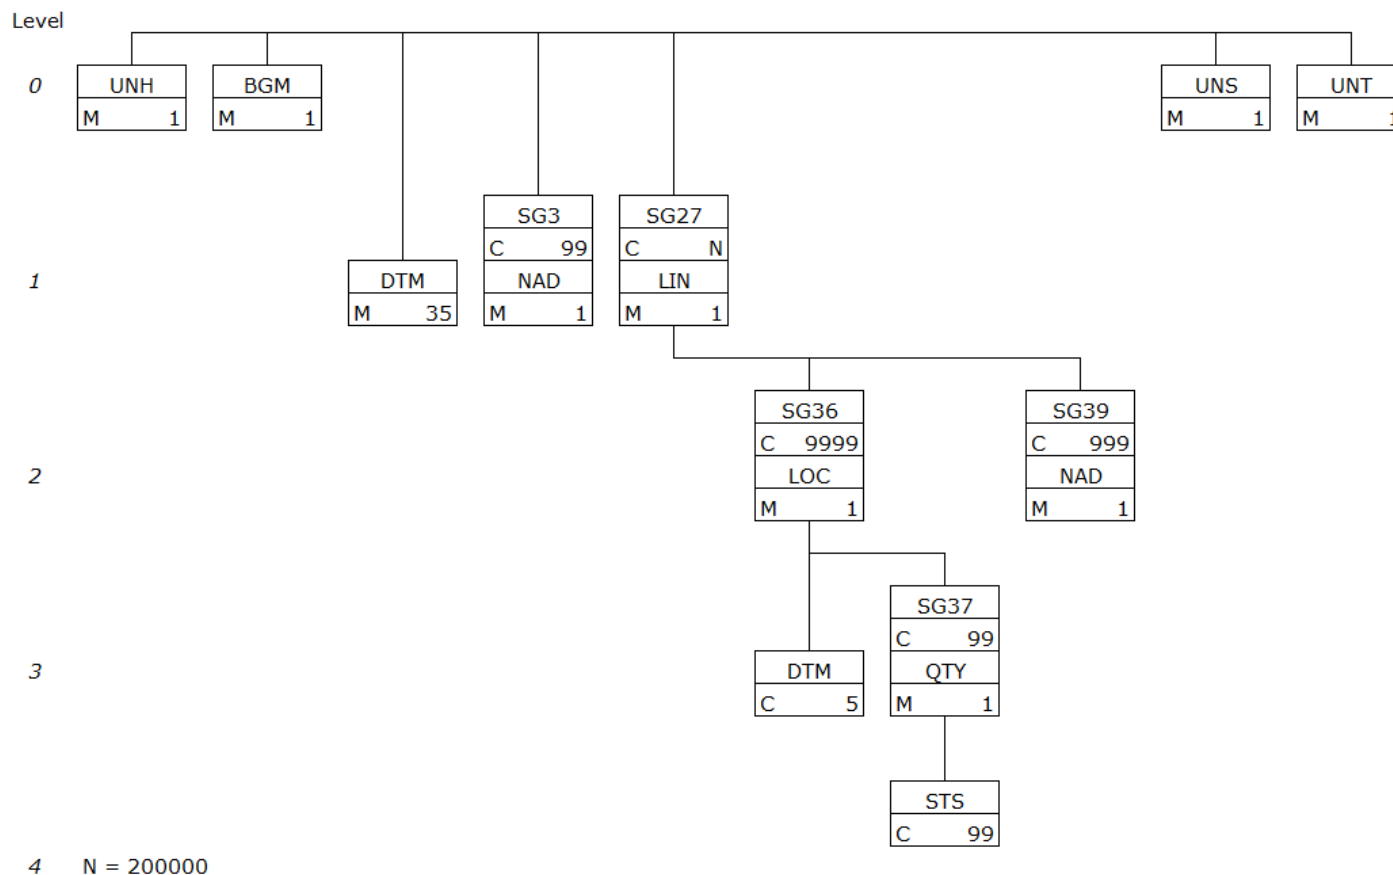 Level
0 UNH BGM UNS UNT
M 1 M 1 M 1 M 1
SG3 SG27
C 99 C N
1 DTM NAD LIN
M 35 M 1 M 1
SG36 SG39
C 9999 C 999
2 LOC NAD
M 1 M 1
SG37
C 99
3 DTM QTY
C 5 M 1
STS
C 99
4 N = 200000